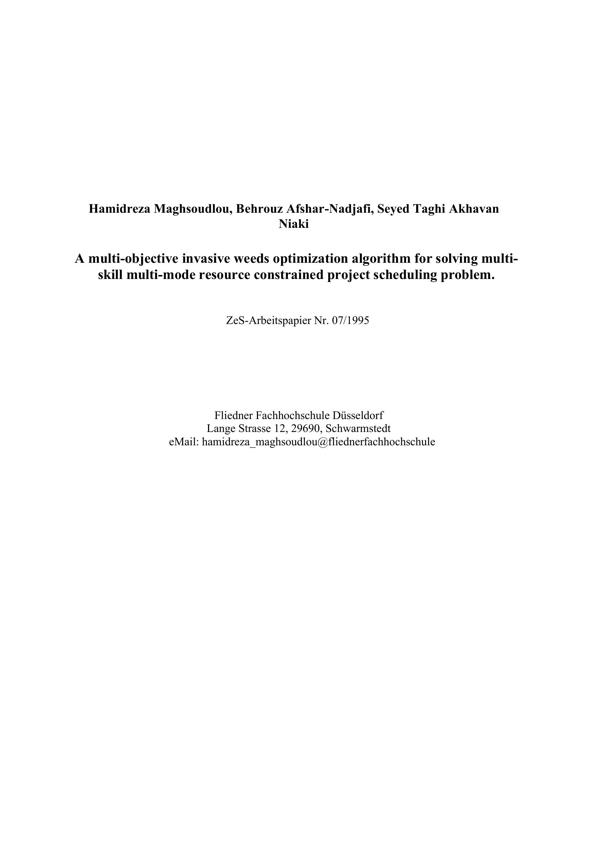 Hamidreza Maghsoudlou, Behrouz Afshar-Nadjafi, Seyed Taghi Akhavan
Niaki
A multi-objective invasive weeds optimization algorithm for solving multi-
skill multi-mode resource constrained project scheduling problem.
ZeS-Arbeitspapier Nr. 07/1995
Fliedner Fachhochschule Düsseldorf
Lange Strasse 12, 29690, Schwarmstedt
eMail: hamidreza_maghsoudlou@fliednerfachhochschule